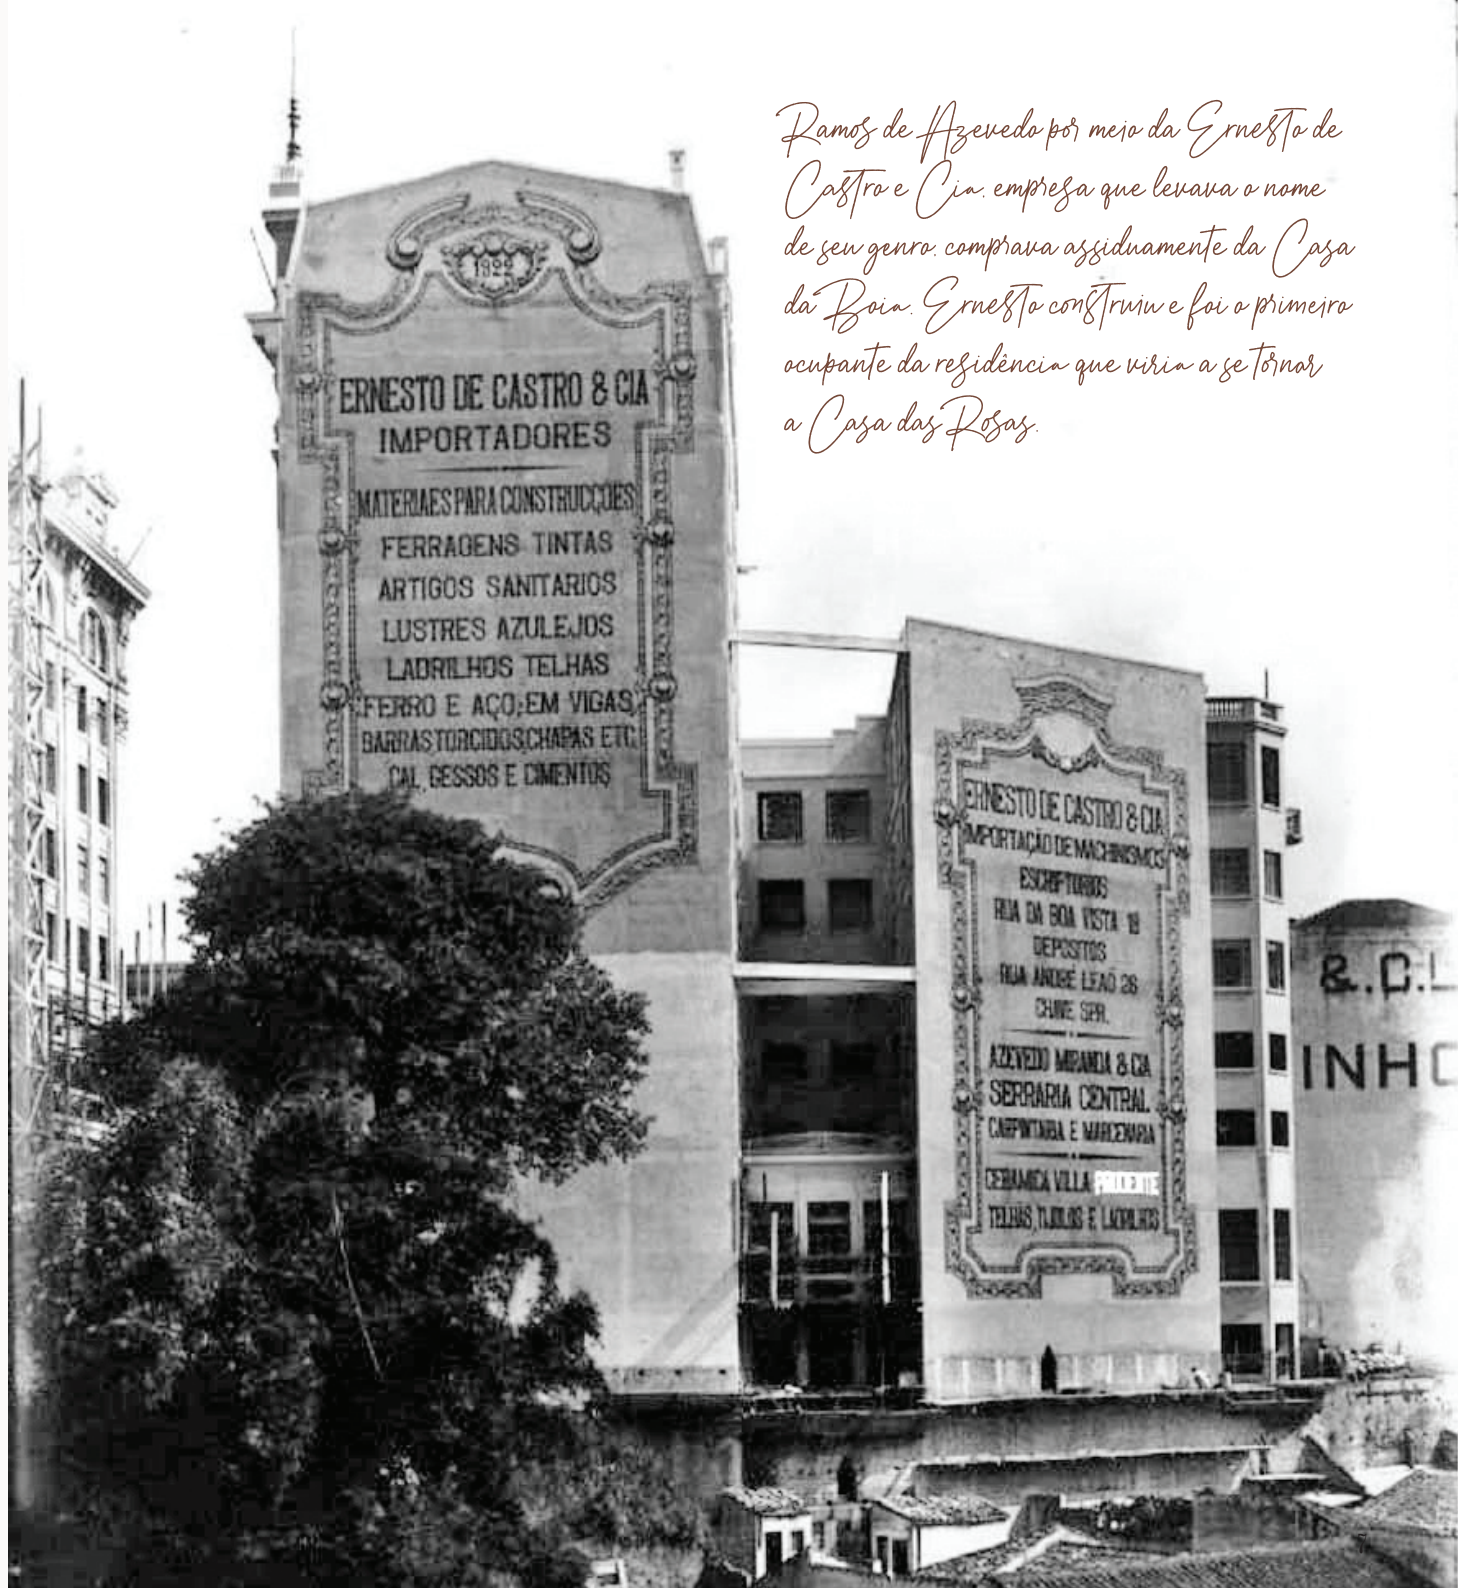 Ramos de Azevedo por meio da Ernesto de
Castro e Cia. empresa que levava o nome
de seu genro, comprava assiduamente da Casa
da Boia. Ernesto construiu e foi o primeiro
ocupante da residência que viria a se tornar
a Casa das Rosas.
1922
ERNESTO DE CASTRO & CIA
IMPORTADORES
MATERIAES PARA CONSTRUCÇÕES
FERRAGENS TINTAS
ARTIGOS SANITARIOS
LUSTRES AZULEJOS
LADRILHOS TELHAS
FERRO E AÇO; EM VIGAS,
BARRAS TORCIDOS, CHAPAS ETC.
CAL, GESSOS E CIMENTOS
ERNESTO DE CASTRO & CIA
IMPORTAÇÃO DE MACHINISMOS
ESCRIPTORIOS
RUA DA BOA VISTA 18
DEPOSITOS
RUA ANDRÉ LEÃO 26
CHAVE SPR.
AZEVEDO MIRANDA & CIA
SERRARIA CENTRAL
CARPINTARIA E MARCENARIA
CERAMICA VILLA PRUDENTE
TELHAS, TIJOLOS E LADRILHOS
&.C.L
INHO
7